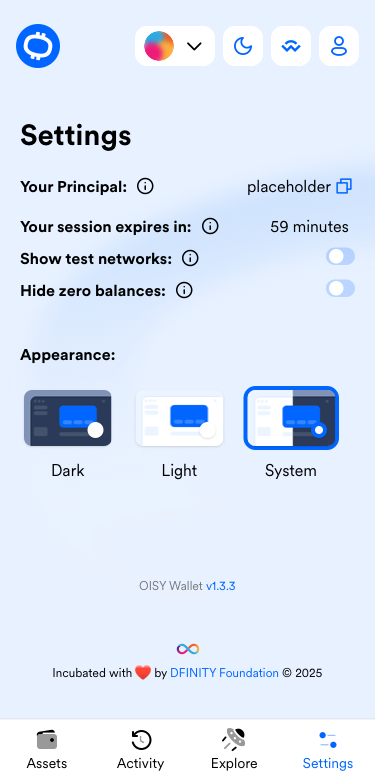 Settings
Your Principal: placeholder
Your session expires in: 59 minutes
Show test networks:
Hide zero balances:
Appearance:
Dark Light System
OISY Wallet v1.3.3
Incubated with ❤️ by DFINITY Foundation © 2025
Assets Activity Explore Settings